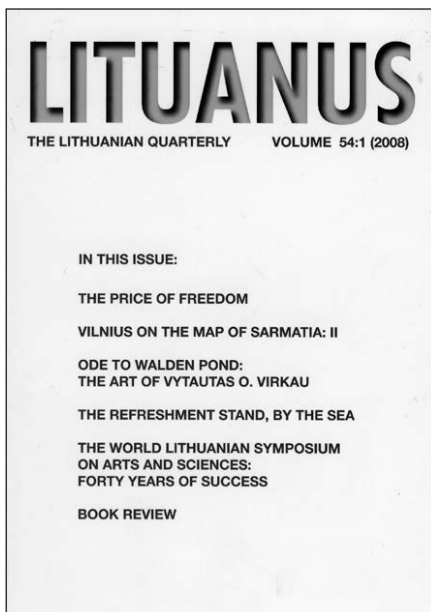 LITUANUS
THE LITHUANIAN QUARTERLY VOLUME 54:1 (2008)
IN THIS ISSUE:
THE PRICE OF FREEDOM
VILNIUS ON THE MAP OF SARMATIA: II
ODE TO WALDEN POND:
THE ART OF VYTAUTAS O. VIRKAU
THE REFRESHMENT STAND, BY THE SEA
THE WORLD LITHUANIAN SYMPOSIUM
ON ARTS AND SCIENCES:
FORTY YEARS OF SUCCESS
BOOK REVIEW